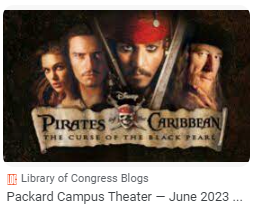 Disney
PIRATES OF THE CARIBBEAN
THE CURSE OF THE BLACK PEARL
Library of Congress Blogs
Packard Campus Theater — June 2023 ...